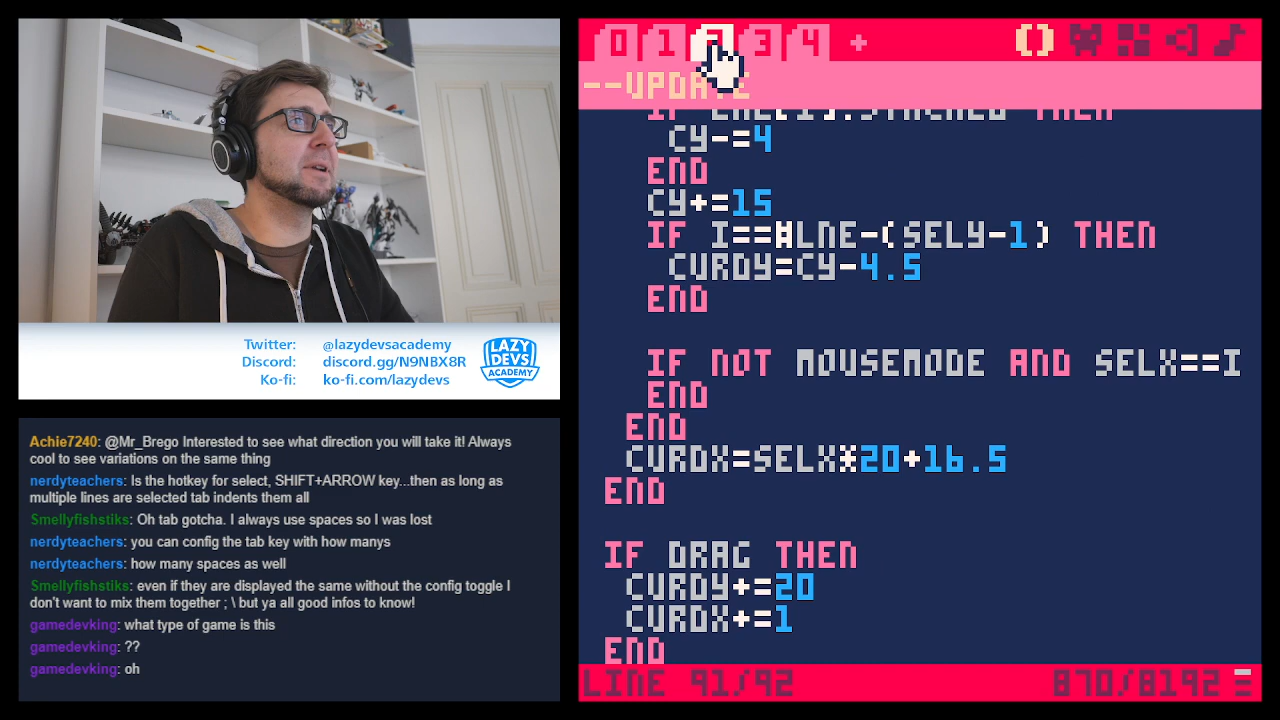 Twitter: @lazydevsacademy
Discord: discord.gg/N9NBX8R
Ko-fi: ko-fi.com/lazydevs
LAZY
DEVS
ACADEMY
Achie7240: @Mr_Brego Interested to see what direction you will take it! Always
cool to see variations on the same thing
nerdyteachers: Is the hotkey for select, SHIFT+ARROW key...then as long as
multiple lines are selected tab indents them all
Smellyfishstiks: Oh tab gotcha. I always use spaces so I was lost
nerdyteachers: you can config the tab key with how manys
nerdyteachers: how many spaces as well
Smellyfishstiks: even if they are displayed the same without the config toggle I
don't want to mix them together ; \ but ya all good infos to know!
gamedevking: what type of game is this
gamedevking: ??
gamedevking: oh
0 1 2 3 4 +
--UPDATE
CY-=4
END
CY+=15
IF I==#LNE-(SELY-1) THEN
CURDY=CY-4.5
END
IF NOT MOUSEMODE AND SELX==I
END
END
CURDX=SELX*20+16.5
END
IF DRAG THEN
CURDY+=20
CURDX+=1
END
LINE 91/92 870/8192